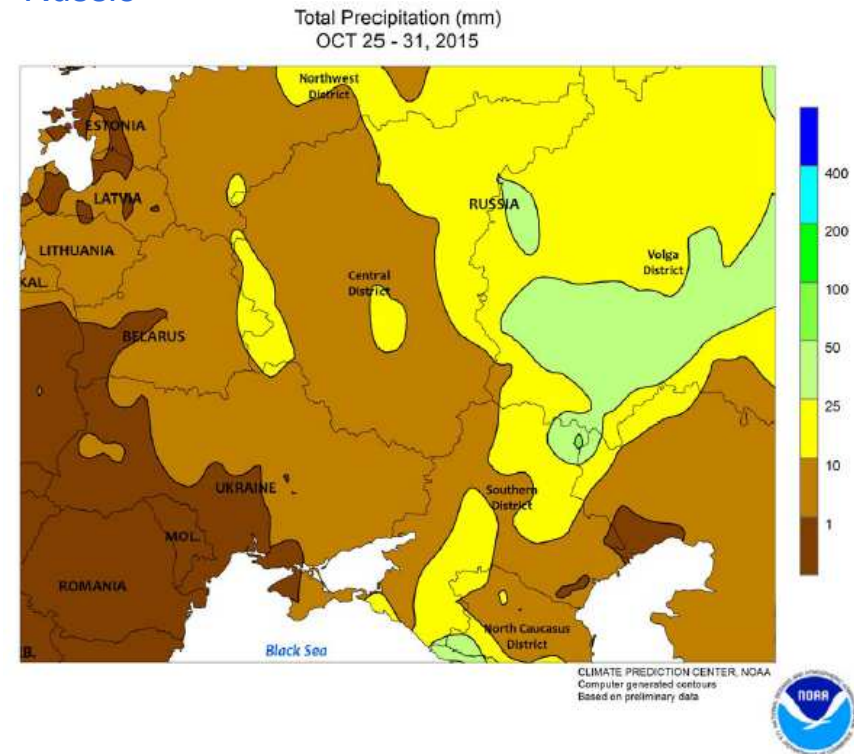 Total Precipitation (mm)
OCT 25 - 31, 2015
Northwest
District
ESTONIA
LATVIA
RUSSIA
LITHUANIA
Volga
District
KAL.
Central
District
BELARUS
UKRAINE
Southern
District
MOL.
ROMANIA
North Caucasus
District
B.
Black Sea
400
200
100
50
25
10
1
CLIMATE PREDICTION CENTER, NOAA
Computer generated contours
Based on preliminary data
NOAA